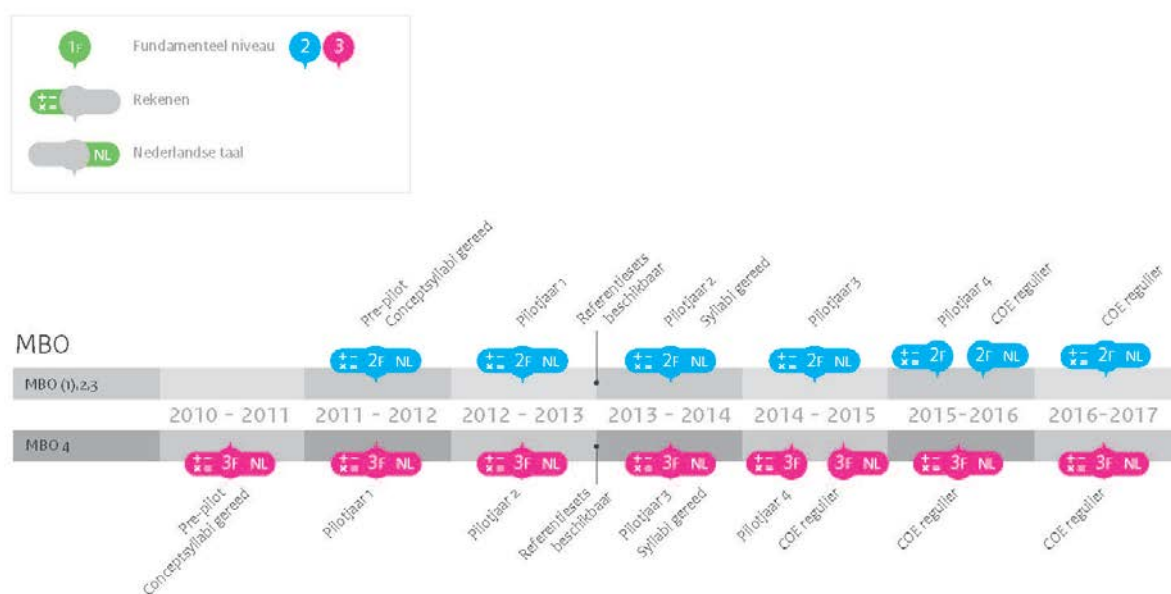 1F Fundamenteel niveau 2 3
+ - × = Rekenen
NL Nederlandse taal
Pre-pilot
Conceptsyllabi gereed
Pilotjaar 1
Referentiesets
beschikbaar
Pilotjaar 2
Syllabi gereed
Pilotjaar 3
Pilotjaar 4
COE regulier
COE regulier
MBO
+ - × = 2F NL
+ - × = 2F NL
+ - × = 2F NL
+ - × = 2F NL
+ - × = 2F
2F NL
+ - × = 2F NL
MBO (1),2,3
2010 - 2011 2011 - 2012 2012 - 2013 2013 - 2014 2014 - 2015 2015-2016 2016-2017
MBO 4
+ - × = 3F NL
+ - × = 3F NL
+ - × = 3F NL
+ - × = 3F NL
+ - × = 3F
3F NL
+ - × = 3F NL
+ - × = 3F NL
Pre-pilot
Conceptsyllabi gereed
Pilotjaar 1
Pilotjaar 2
Referentiesets
beschikbaar
Pilotjaar 3
Syllabi gereed
Pilotjaar 4
COE regulier
COE regulier
COE regulier